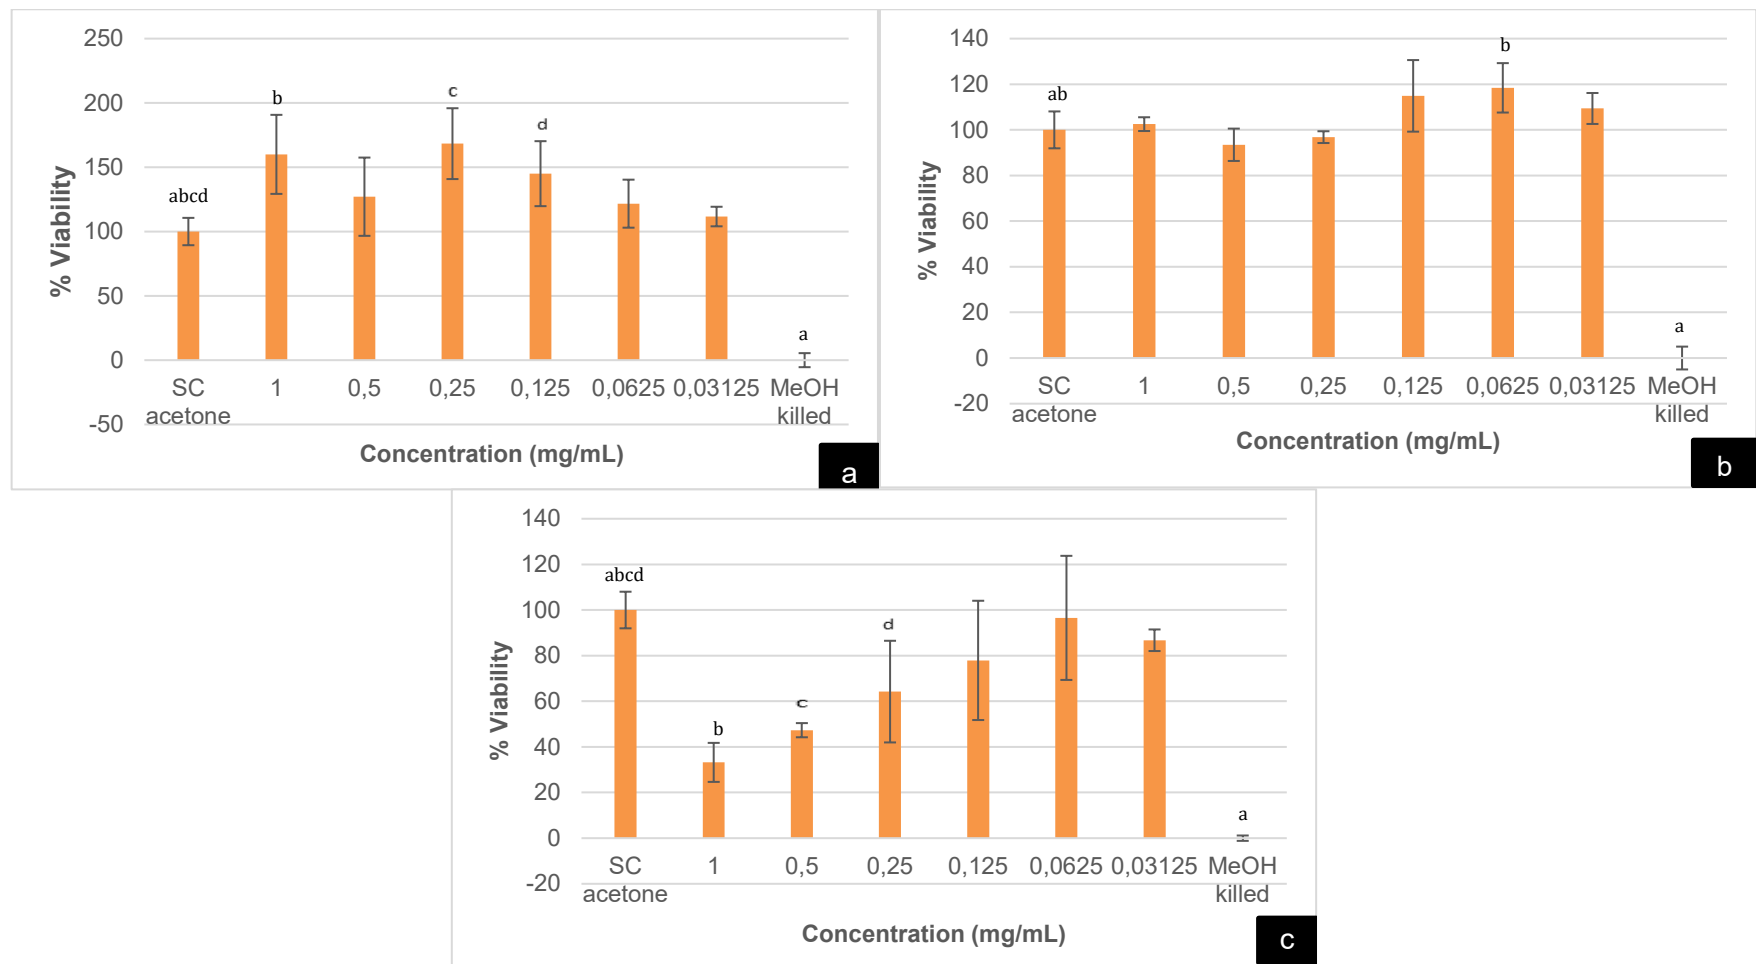 250
200
150
100
50
0
-50
% Viability
abcd
b
c
d
a
SC acetone
1
0,5
0,25
0,125
0,0625
0,03125
MeOH killed
Concentration (mg/mL)
a
140
120
100
80
60
40
20
0
-20
% Viability
ab
b
a
SC acetone
1
0,5
0,25
0,125
0,0625
0,03125
MeOH killed
Concentration (mg/mL)
b
140
120
100
80
60
40
20
0
-20
% Viability
abcd
b
c
d
a
SC acetone
1
0,5
0,25
0,125
0,0625
0,03125
MeOH killed
Concentration (mg/mL)
c